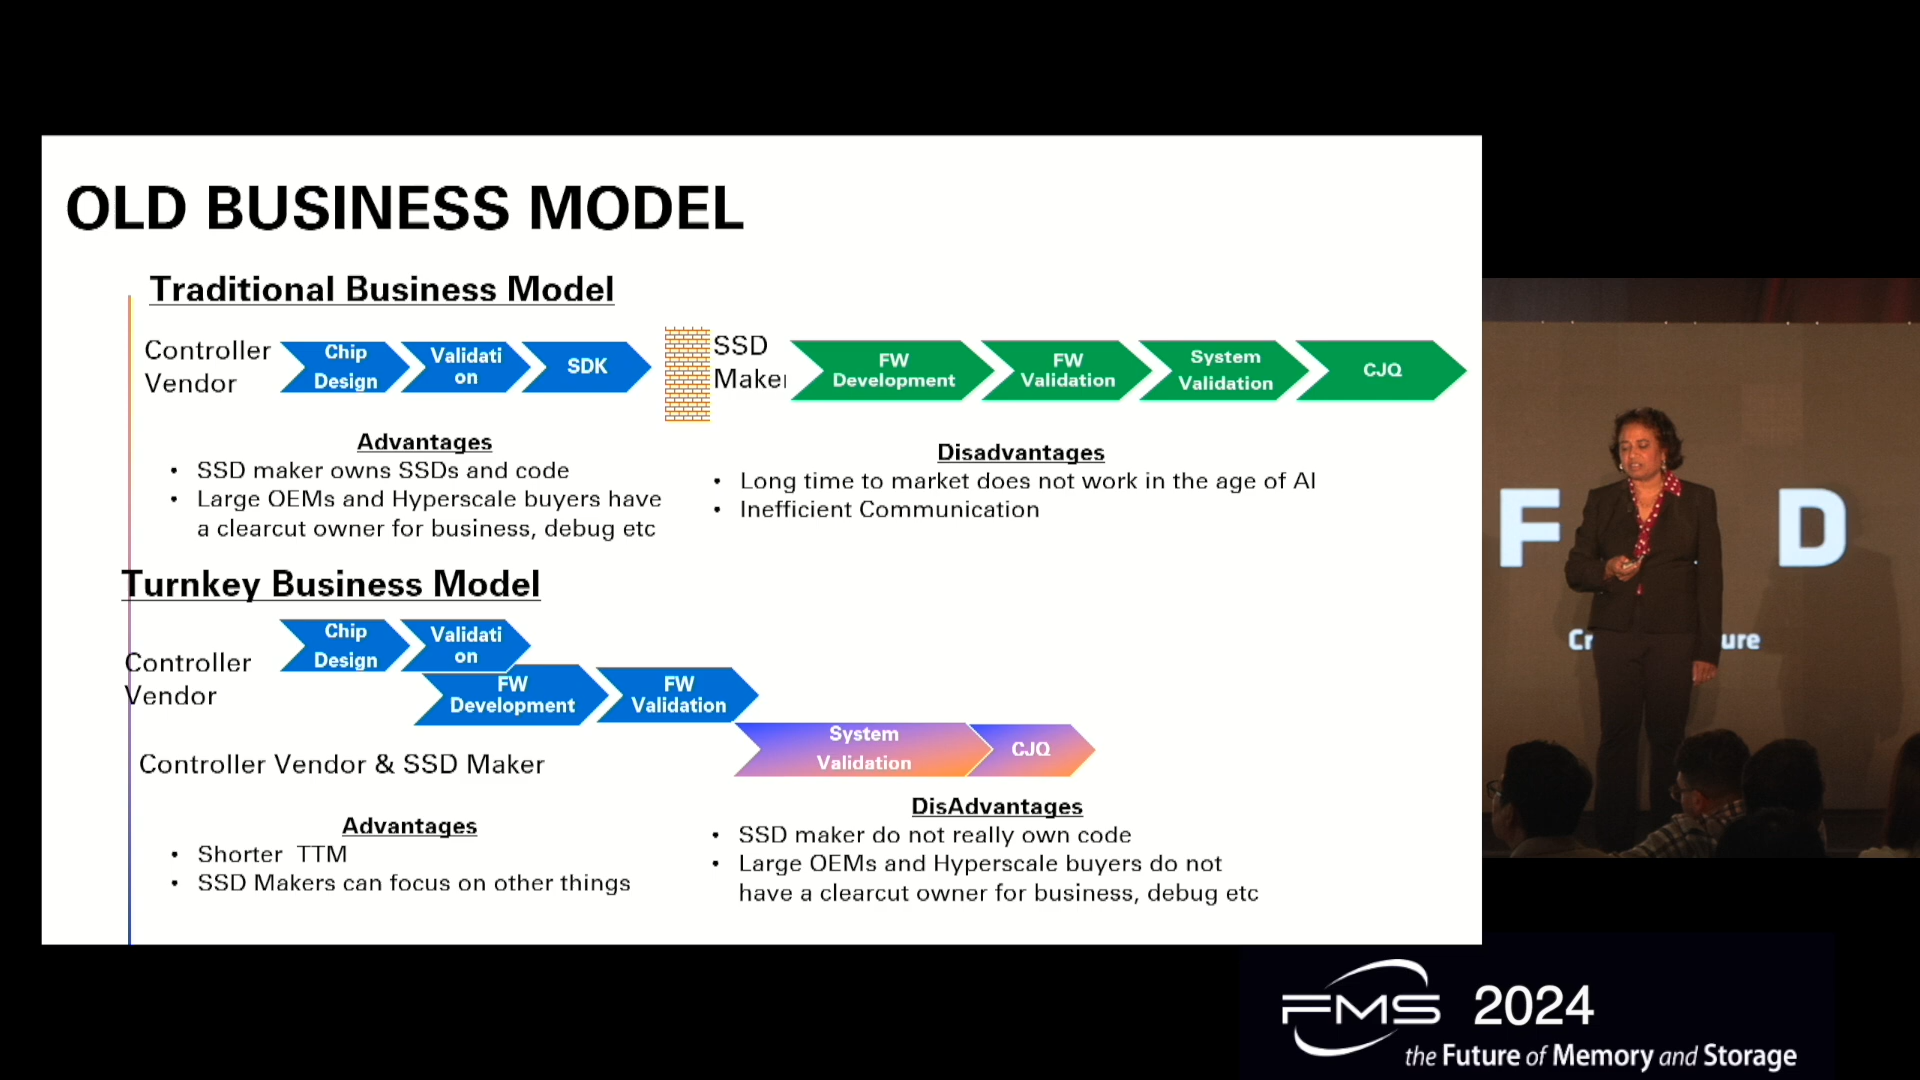 OLD BUSINESS MODEL
Traditional Business Model
Controller
Vendor
Chip
Design
Validati
on
SDK
SSD
Maker
FW
Development
FW
Validation
System
Validation
CJQ
Advantages
• SSD maker owns SSDs and code
• Large OEMs and Hyperscale buyers have
a clearcut owner for business, debug etc
Disadvantages
• Long time to market does not work in the age of AI
• Inefficient Communication
Turnkey Business Model
Controller
Vendor
Chip
Design
Validati
on
FW
Development
FW
Validation
Controller Vendor & SSD Maker
System
Validation
CJQ
Advantages
• Shorter TTM
• SSD Makers can focus on other things
DisAdvantages
• SSD maker do not really own code
• Large OEMs and Hyperscale buyers do not
have a clearcut owner for business, debug etc
F D
Cr ure
FMS 2024
the Future of Memory and Storage